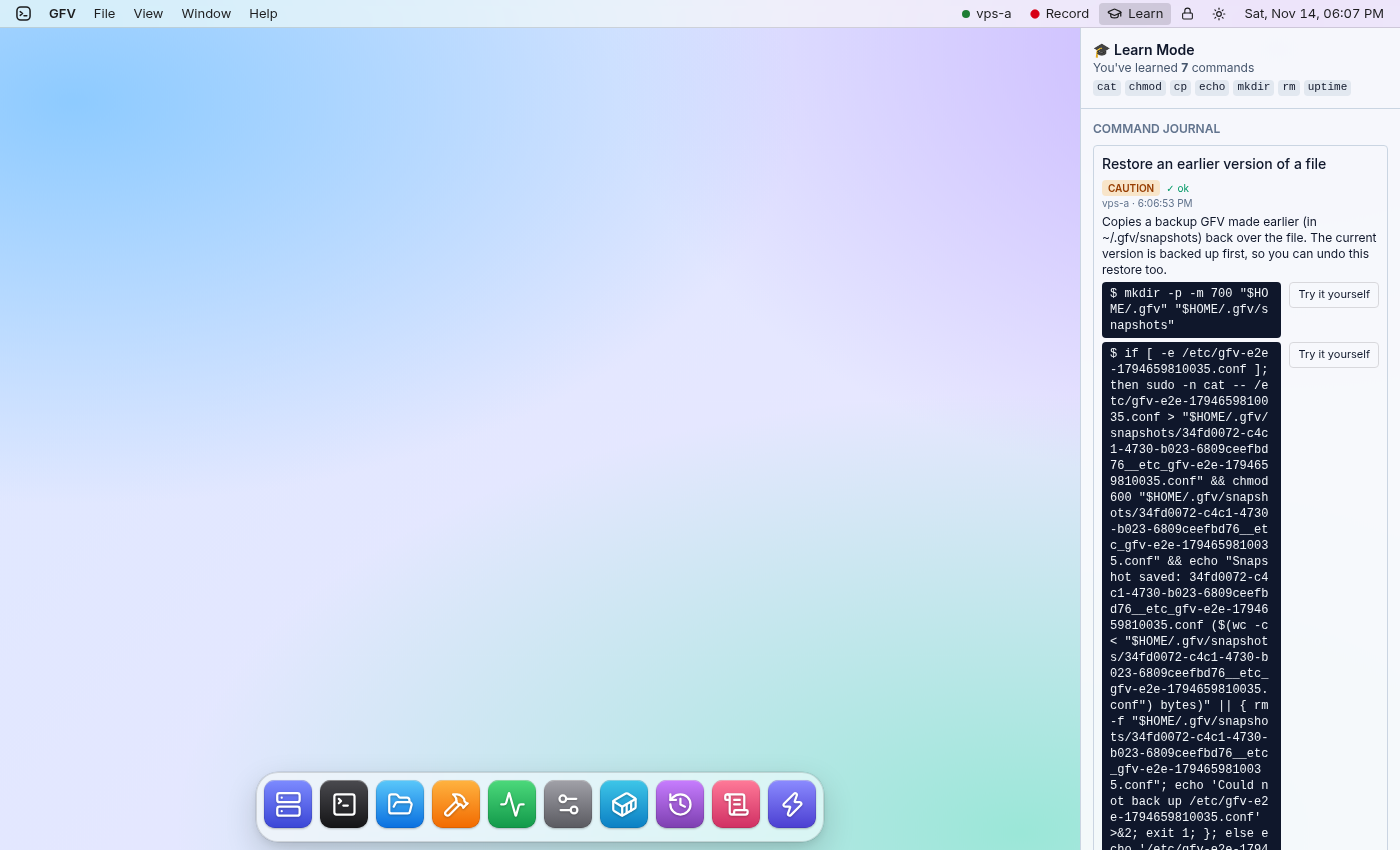 GFV File View Window Help vps-a Record Learn Sat, Nov 14, 06:07 PM
🎓 Learn Mode
You've learned 7 commands
cat chmod cp echo mkdir rm uptime
COMMAND JOURNAL
Restore an earlier version of a file
CAUTION ✓ ok
vps-a · 6:06:53 PM
Copies a backup GFV made earlier (in
~/.gfv/snapshots) back over the file. The current
version is backed up first, so you can undo this
restore too.
$ mkdir -p -m 700 "$HO
ME/.gfv" "$HOME/.gfv/s
napshots"
Try it yourself
$ if [ -e /etc/gfv-e2e
-1794659810035.conf ];
then sudo -n cat -- /e
tc/gfv-e2e-17946598100
35.conf > "$HOME/.gfv/
snapshots/34fd0072-c4c
1-4730-b023-6809ceefbd
76__etc_gfv-e2e-179465
9810035.conf" && chmod
600 "$HOME/.gfv/snapsh
ots/34fd0072-c4c1-4730
-b023-6809ceefbd76__et
c_gfv-e2e-179465981003
5.conf" && echo "Snaps
hot saved: 34fd0072-c4
c1-4730-b023-6809ceefb
d76__etc_gfv-e2e-17946
59810035.conf ($(wc -c
< "$HOME/.gfv/snapshot
s/34fd0072-c4c1-4730-b
023-6809ceefbd76__etc_
gfv-e2e-1794659810035.
conf") bytes)" || { rm
-f "$HOME/.gfv/snapsho
ts/34fd0072-c4c1-4730-
b023-6809ceefbd76__etc
_gfv-e2e-179465981003
5.conf"; echo 'Could n
ot back up /etc/gfv-e2
e-1794659810035.conf'
>&2; exit 1; }; else e
cho '/etc/gfv-e2e-1794
Try it yourself